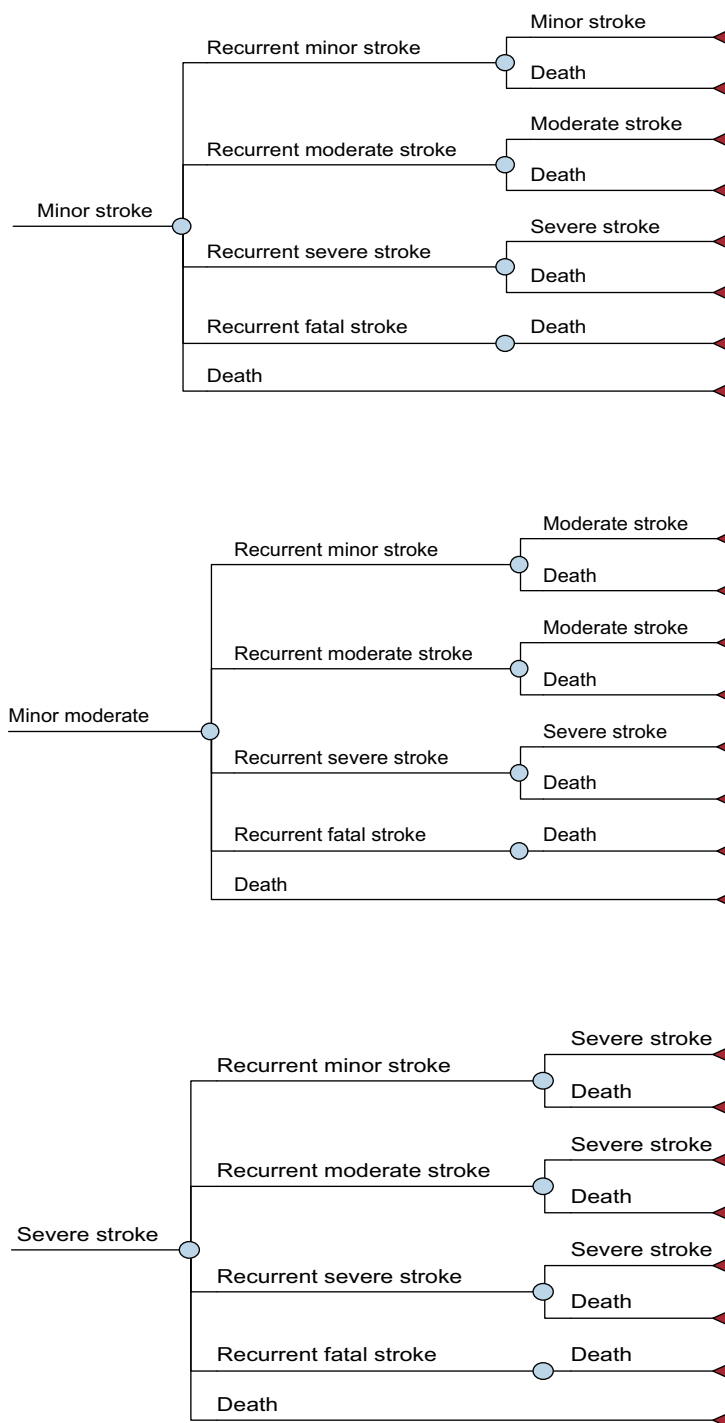 Minor stroke
Recurrent minor stroke
Death
Moderate stroke
Recurrent moderate stroke
Death
Minor stroke
Severe stroke
Recurrent severe stroke
Death
Recurrent fatal stroke
Death
Death
Moderate stroke
Recurrent minor stroke
Death
Moderate stroke
Recurrent moderate stroke
Death
Minor moderate
Severe stroke
Recurrent severe stroke
Death
Recurrent fatal stroke
Death
Death
Severe stroke
Recurrent minor stroke
Death
Severe stroke
Recurrent moderate stroke
Death
Severe stroke
Severe stroke
Recurrent severe stroke
Death
Recurrent fatal stroke
Death
Death